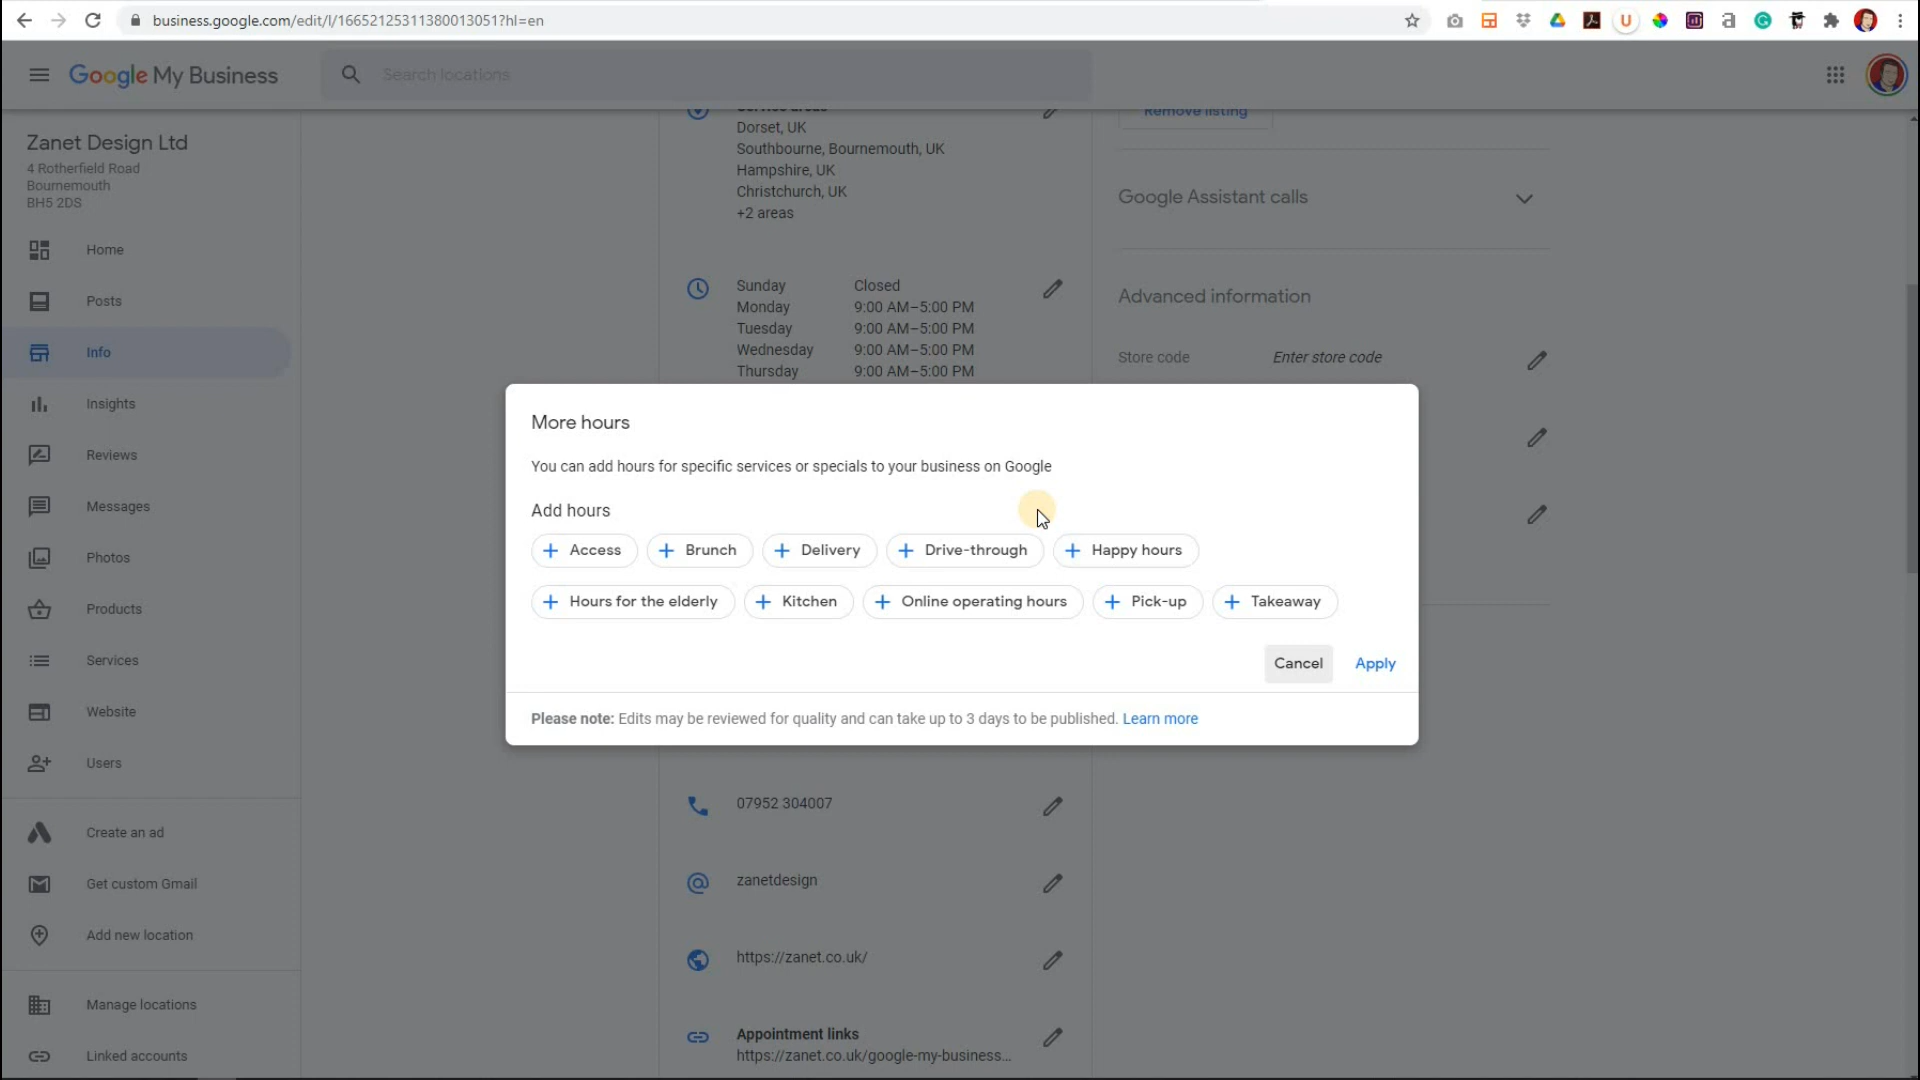 business.google.com/edit/l/16652125311380013051?hl=en
Google My Business
Search locations
Zanet Design Ltd
4 Rotherfield Road
Bournemouth
BH5 2DS
Home
Posts
Info
Insights
Reviews
Messages
Photos
Products
Services
Website
Users
Create an ad
Get custom Gmail
Add new location
Manage locations
Linked accounts
Service areas
Dorset, UK
Southbourne, Bournemouth, UK
Hampshire, UK
Christchurch, UK
+2 areas
Sunday Closed
Monday 9:00 AM–5:00 PM
Tuesday 9:00 AM–5:00 PM
Wednesday 9:00 AM–5:00 PM
Thursday 9:00 AM–5:00 PM
Remove listing
Google Assistant calls
Advanced information
Store code Enter store code
More hours
You can add hours for specific services or specials to your business on Google
Add hours
+ Access + Brunch + Delivery + Drive-through + Happy hours
+ Hours for the elderly + Kitchen + Online operating hours + Pick-up + Takeaway
Cancel Apply
Please note: Edits may be reviewed for quality and can take up to 3 days to be published. Learn more
07952 304007
zanetdesign
https://zanet.co.uk/
Appointment links
https://zanet.co.uk/google-my-business...